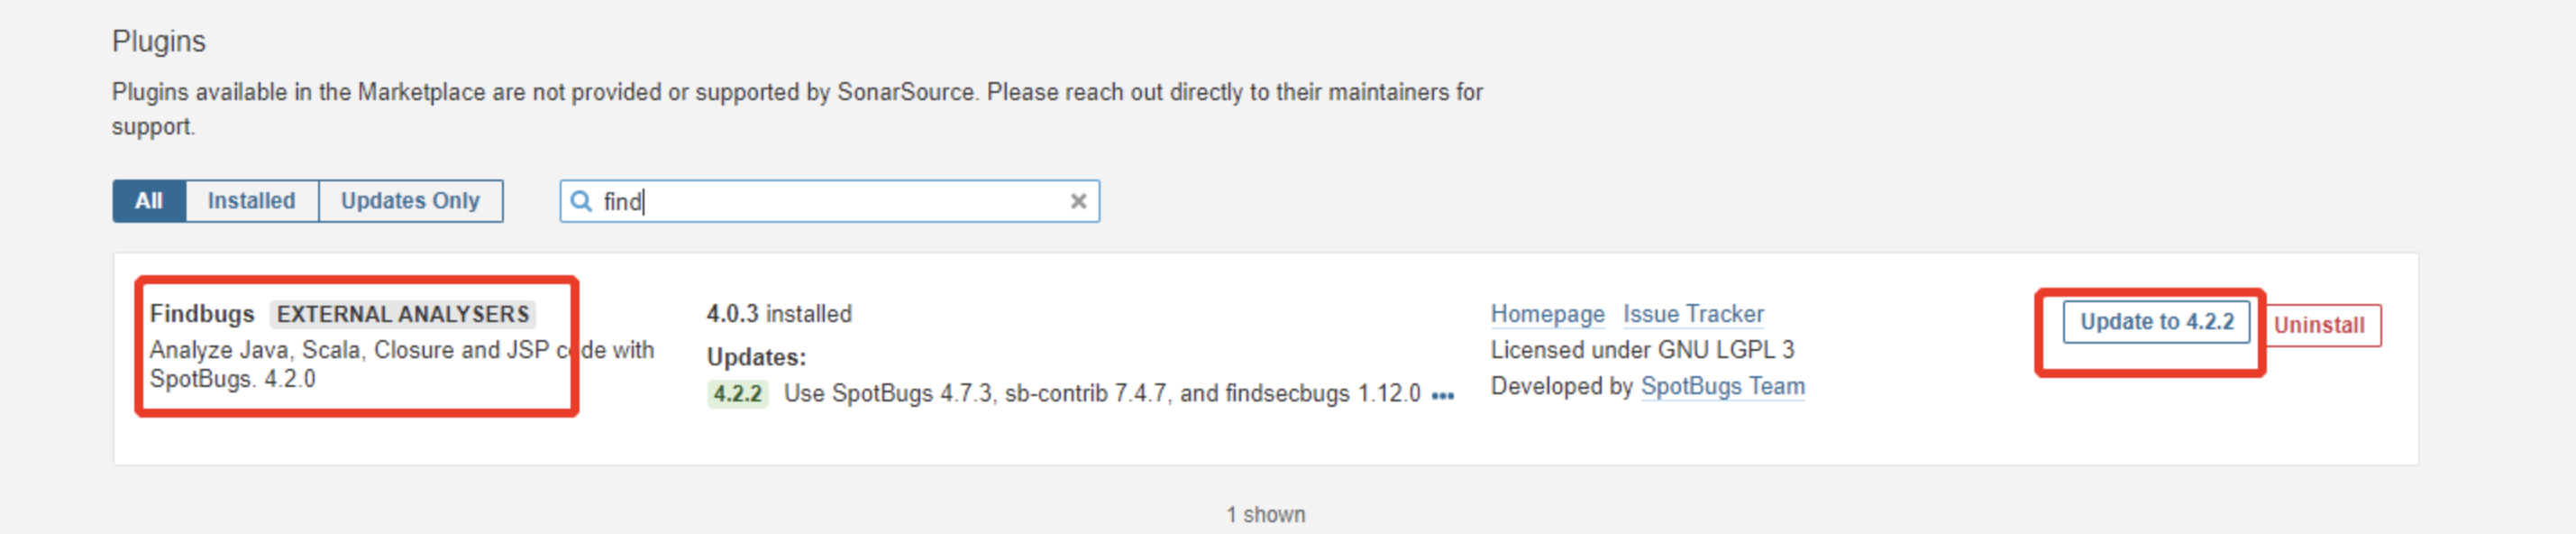 Plugins
Plugins available in the Marketplace are not provided or supported by SonarSource. Please reach out directly to their maintainers for
support.
All Installed Updates Only find
Findbugs EXTERNAL ANALYSERS
Analyze Java, Scala, Closure and JSP code with
SpotBugs. 4.2.0
4.0.3 installed
Updates:
4.2.2 Use SpotBugs 4.7.3, sb-contrib 7.4.7, and findsecbugs 1.12.0 •••
Homepage Issue Tracker
Licensed under GNU LGPL 3
Developed by SpotBugs Team
Update to 4.2.2 Uninstall
1 shown